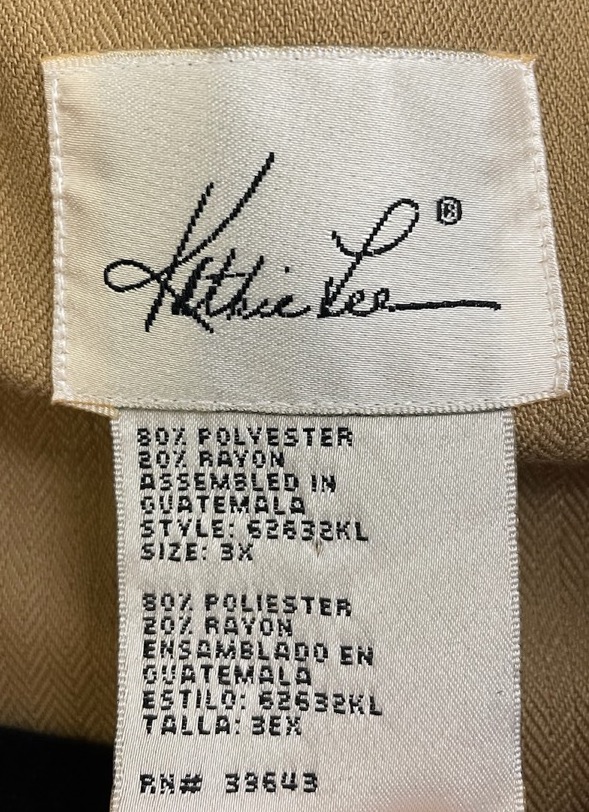 Kathie Lee ®
80% POLYESTER
20% RAYON
ASSEMBLED IN
GUATEMALA
STYLE: 62632KL
SIZE: 3X
80% POLIESTER
20% RAYON
ENSAMBLADO EN
GUATEMALA
ESTILO: 62632KL
TALLA: 3EX
RN# 39643